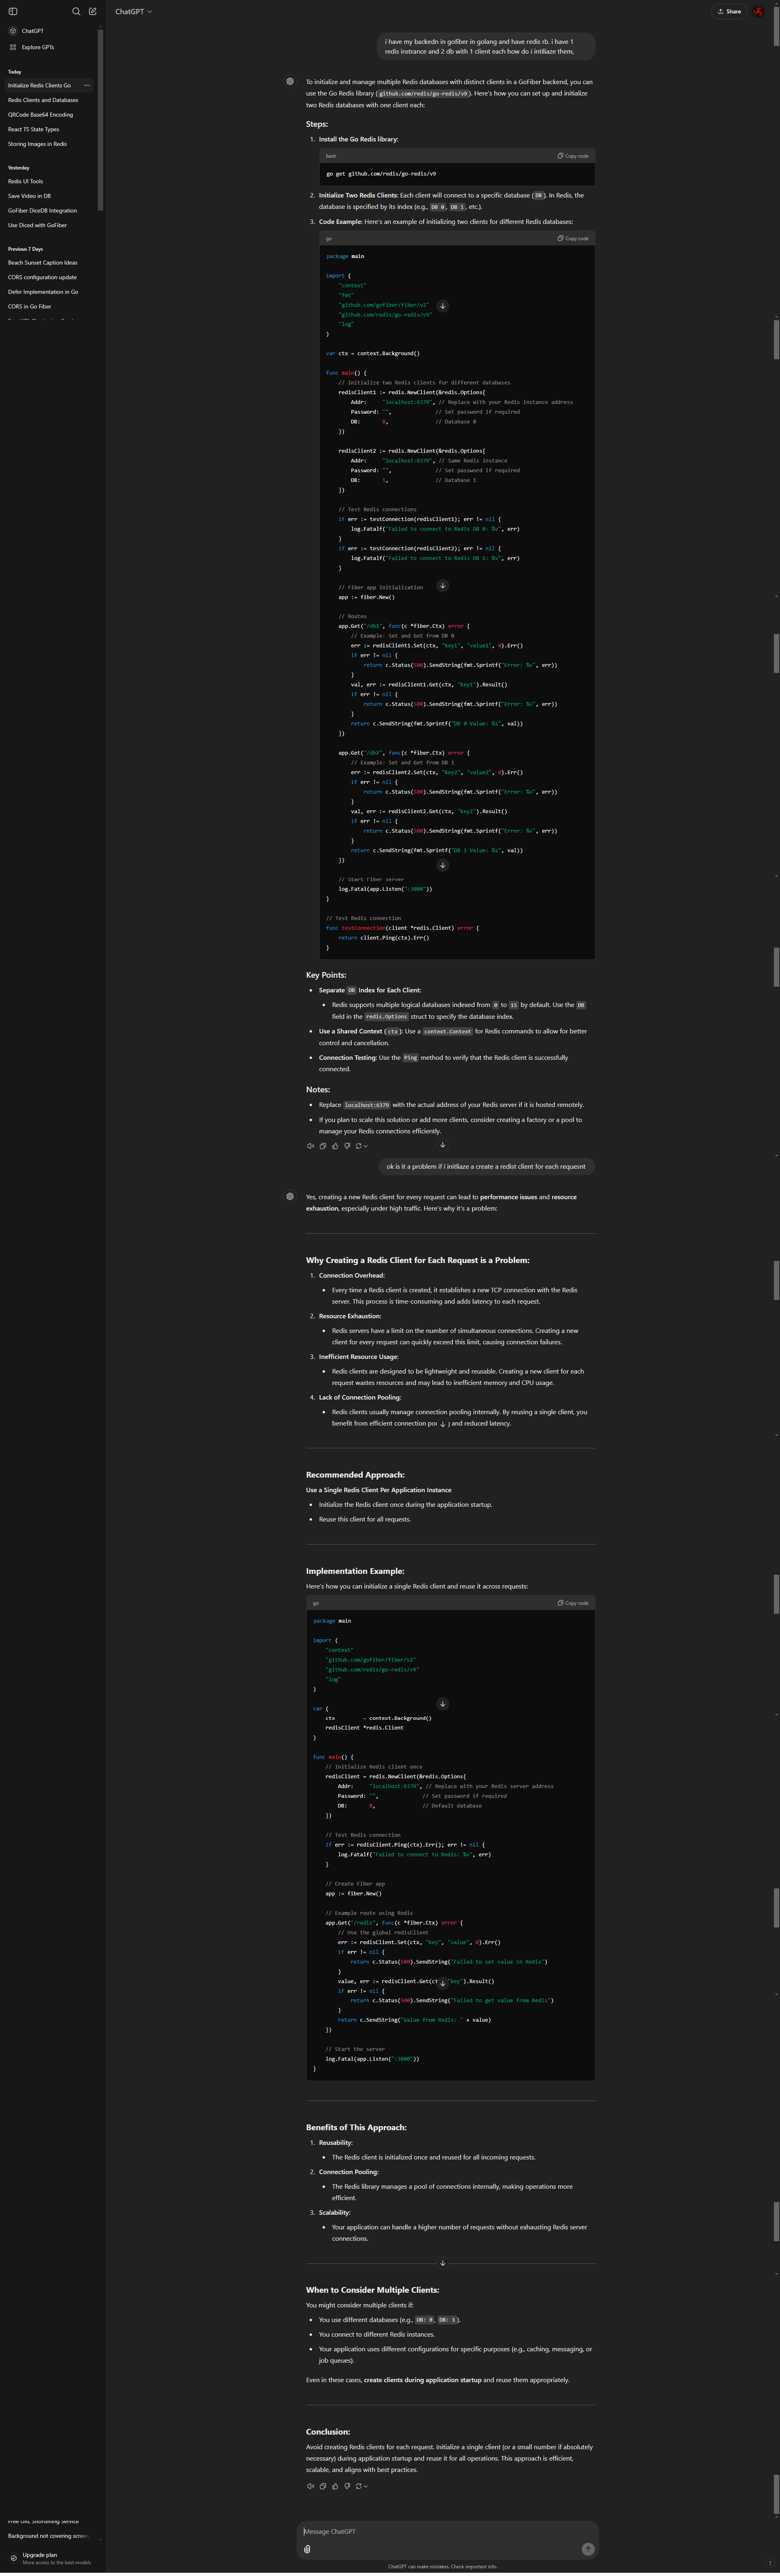 ChatGPT
Explore GPTs
Today
Initialize Redis Clients Go
Redis Clients and Databases
QRCode Base64 Encoding
React TS State Types
Storing Images in Redis
Yesterday
Redis UI Tools
Save Video in DB
GoFiber DiceDB Integration
Use Diced with GoFiber
Previous 7 Days
Beach Sunset Caption Ideas
CORS configuration update
Defer Implementation in Go
CORS in Go Fiber
ChatGPT
Share
i have my backedn in gofiber in golang and have redis rb. i have 1
redis instrance and 2 db with 1 client each how do i intiliaze them,
To initialize and manage multiple Redis databases with distinct clients in a GoFiber backend, you can
use the Go Redis library (github.com/redis/go-redis/v9). Here's how you can set up and initialize
two Redis databases with one client each:
Steps:
1. Install the Go Redis library:
bash
Copy code
go get github.com/redis/go-redis/v9
2. Initialize Two Redis Clients: Each client will connect to a specific database (DB). In Redis, the
database is specified by its index (e.g., DB 0, DB 1, etc.).
3. Code Example: Here's an example of initializing two clients for different Redis databases:
go
Copy code
package main
import (
"context"
"fmt"
"github.com/gofiber/fiber/v2"
"github.com/redis/go-redis/v9"
"log"
)
var ctx = context.Background()
func main() {
// Initialize two Redis clients for different databases
redisClient1 := redis.NewClient(&redis.Options{
Addr: "localhost:6379", // Replace with your Redis instance address
Password: "", // Set password if required
DB: 0, // Database 0
})
redisClient2 := redis.NewClient(&redis.Options{
Addr: "localhost:6379", // Same Redis instance
Password: "", // Set password if required
DB: 1, // Database 1
})
// Test Redis connections
if err := testConnection(redisClient1); err != nil {
log.Fatalf("Failed to connect to Redis DB 0: %v", err)
}
if err := testConnection(redisClient2); err != nil {
log.Fatalf("Failed to connect to Redis DB 1: %v", err)
}
// Fiber app initialization
app := fiber.New()
// Routes
app.Get("/db1", func(c *fiber.Ctx) error {
// Example: Set and Get from DB 0
err := redisClient1.Set(ctx, "key1", "value1", 0).Err()
if err != nil {
return c.Status(500).SendString(fmt.Sprintf("Error: %v", err))
}
val, err := redisClient1.Get(ctx, "key1").Result()
if err != nil {
return c.Status(500).SendString(fmt.Sprintf("Error: %v", err))
}
return c.SendString(fmt.Sprintf("DB 0 Value: %s", val))
})
app.Get("/db2", func(c *fiber.Ctx) error {
// Example: Set and Get from DB 1
err := redisClient2.Set(ctx, "key2", "value2", 0).Err()
if err != nil {
return c.Status(500).SendString(fmt.Sprintf("Error: %v", err))
}
val, err := redisClient2.Get(ctx, "key2").Result()
if err != nil {
return c.Status(500).SendString(fmt.Sprintf("Error: %v", err))
}
return c.SendString(fmt.Sprintf("DB 1 Value: %s", val))
})
// Start Fiber server
log.Fatal(app.Listen(":3000"))
}
// Test Redis connection
func testConnection(client *redis.Client) error {
return client.Ping(ctx).Err()
}
Key Points:
Separate DB Index for Each Client:
Redis supports multiple logical databases indexed from 0 to 15 by default. Use the DB
field in the redis.Options struct to specify the database index.
Use a Shared Context (ctx): Use a context.Context for Redis commands to allow for better
control and cancellation.
Connection Testing: Use the Ping method to verify that the Redis client is successfully
connected.
Notes:
Replace localhost:6379 with the actual address of your Redis server if it is hosted remotely.
If you plan to scale this solution or add more clients, consider creating a factory or a pool to
manage your Redis connections efficiently.
ok is it a problem if i initliaze a create a redist client for each requesnt
Yes, creating a new Redis client for every request can lead to performance issues and resource
exhaustion, especially under high traffic. Here's why it's a problem:
Why Creating a Redis Client for Each Request is a Problem:
1. Connection Overhead:
Every time a Redis client is created, it establishes a new TCP connection with the Redis
server. This process is time-consuming and adds latency to each request.
2. Resource Exhaustion:
Redis servers have a limit on the number of simultaneous connections. Creating a new
client for every request can quickly exceed this limit, causing connection failures.
3. Inefficient Resource Usage:
Redis clients are designed to be lightweight and reusable. Creating a new client for each
request wastes resources and may lead to inefficient memory and CPU usage.
4. Lack of Connection Pooling:
Redis clients usually manage connection pooling internally. By reusing a single client, you
benefit from efficient connection and reduced latency.
Recommended Approach:
Use a Single Redis Client Per Application Instance
Initialize the Redis client once during the application startup.
Reuse this client for all requests.
Implementation Example:
Here's how you can initialize a single Redis client and reuse it across requests:
go
Copy code
package main
import (
"context"
"github.com/gofiber/fiber/v2"
"github.com/redis/go-redis/v9"
"log"
)
var (
ctx = context.Background()
redisClient *redis.Client
)
func main() {
// Initialize Redis client once
redisClient = redis.NewClient(&redis.Options{
Addr: "localhost:6379", // Replace with your Redis server address
Password: "", // Set password if required
DB: 0, // Default database
})
// Test Redis connection
if err := redisClient.Ping(ctx).Err(); err != nil {
log.Fatalf("Failed to connect to Redis: %v", err)
}
// Create Fiber app
app := fiber.New()
// Example route using Redis
app.Get("/redis", func(c *fiber.Ctx) error {
// Use the global redisClient
err := redisClient.Set(ctx, "key", "value", 0).Err()
if err != nil {
return c.Status(500).SendString("Failed to set value in Redis")
}
value, err := redisClient.Get(ct "key").Result()
if err != nil {
return c.Status(500).SendString("Failed to get value from Redis")
}
return c.SendString("Value from Redis: " + value)
})
// Start the server
log.Fatal(app.Listen(":3000"))
}
Benefits of This Approach:
1. Reusability:
The Redis client is initialized once and reused for all incoming requests.
2. Connection Pooling:
The Redis library manages a pool of connections internally, making operations more
efficient.
3. Scalability:
Your application can handle a higher number of requests without exhausting Redis server
connections.
When to Consider Multiple Clients:
You might consider multiple clients if:
You use different databases (e.g., DB: 0, DB: 1).
You connect to different Redis instances.
Your application uses different configurations for specific purposes (e.g., caching, messaging, or
job queues).
Even in these cases, create clients during application startup and reuse them appropriately.
Conclusion:
Avoid creating Redis clients for each request. Initialize a single client (or a small number if absolutely
necessary) during application startup and reuse it for all operations. This approach is efficient,
scalable, and aligns with best practices.
Free URL Shortening Service
Background not covering screen
Upgrade plan
More access to the best models
Message ChatGPT
ChatGPT can make mistakes. Check important info.